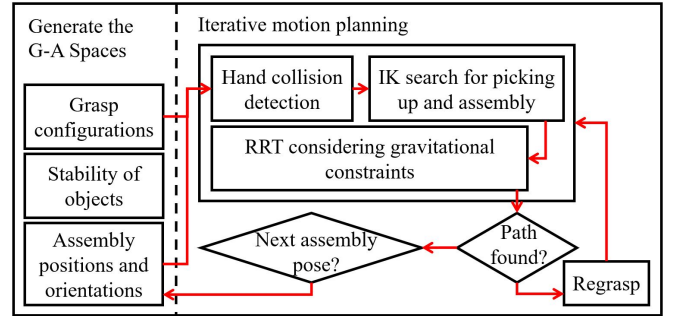 Generate the
G-A Spaces
Grasp
configurations
Stability of
objects
Assembly
positions and
orientations
Iterative motion planning
Hand collision
detection
IK search for picking
up and assembly
RRT considering gravitational
constraints
Next assembly
pose?
Path
found?
Regrasp